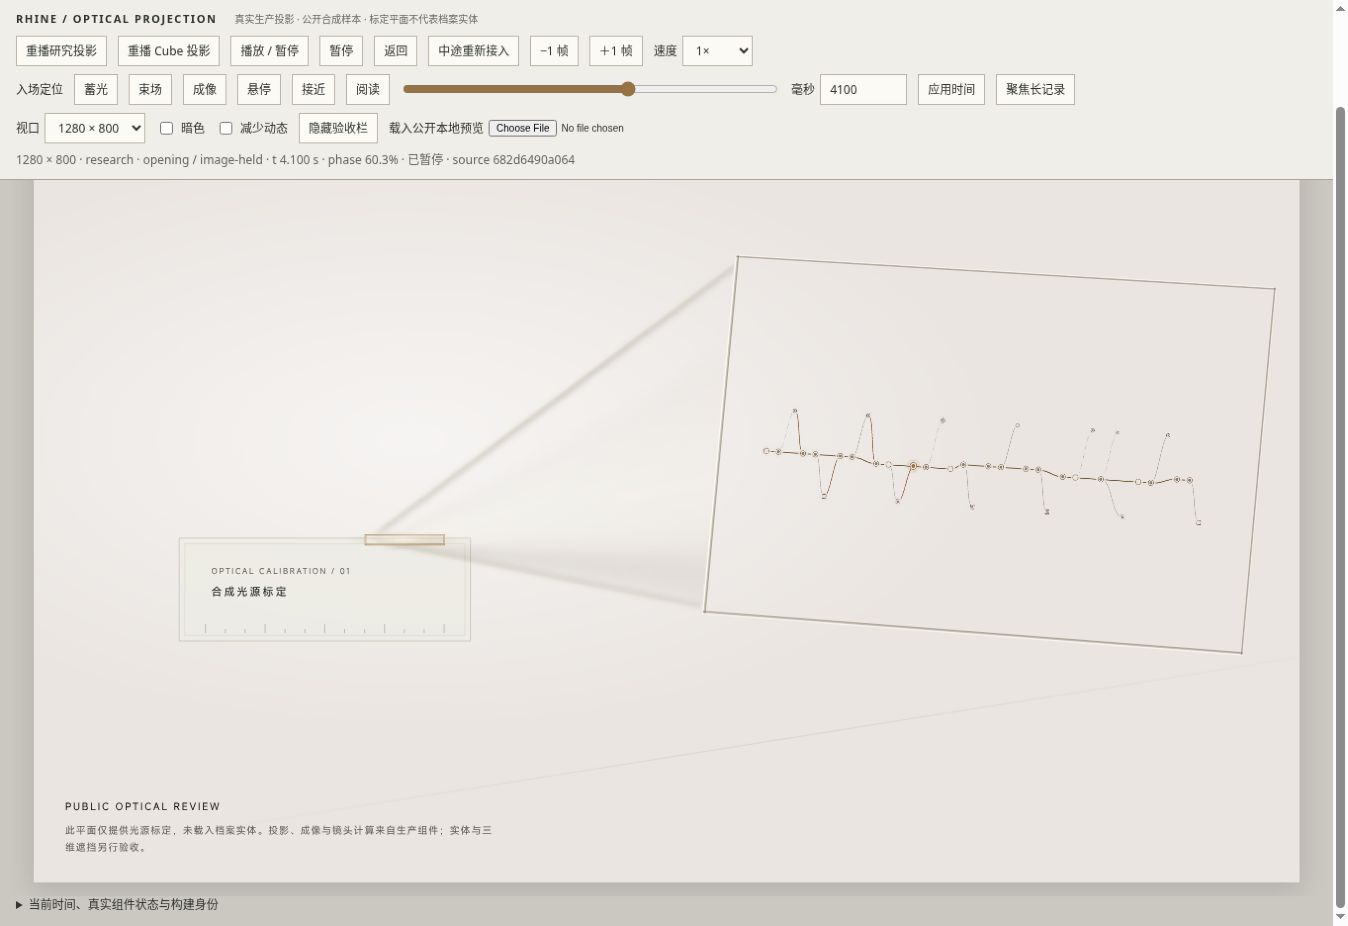 RHINE / OPTICAL PROJECTION 真实生产投影 · 公开合成样本 · 标定平面不代表档案实体
重播研究投影 重播 Cube 投影 播放 / 暂停 暂停 返回 中途重新接入 −1 帧 ＋1 帧 速度 1×
入场定位 蓄光 束场 成像 悬停 接近 阅读 毫秒 4100 应用时间 聚焦长记录
视口 1280 × 800 暗色 减少动态 隐藏验收栏 载入公开本地预览 Choose File No file chosen
1280 × 800 · research · opening / image-held · t 4.100 s · phase 60.3% · 已暂停 · source 682d6490a064
OPTICAL CALIBRATION / 01
合成光源标定
PUBLIC OPTICAL REVIEW
此平面仅提供光源标定，未载入档案实体。投影、成像与镜头计算来自生产组件；实体与三
维遮挡另行验收。
▶ 当前时间、真实组件状态与构建身份